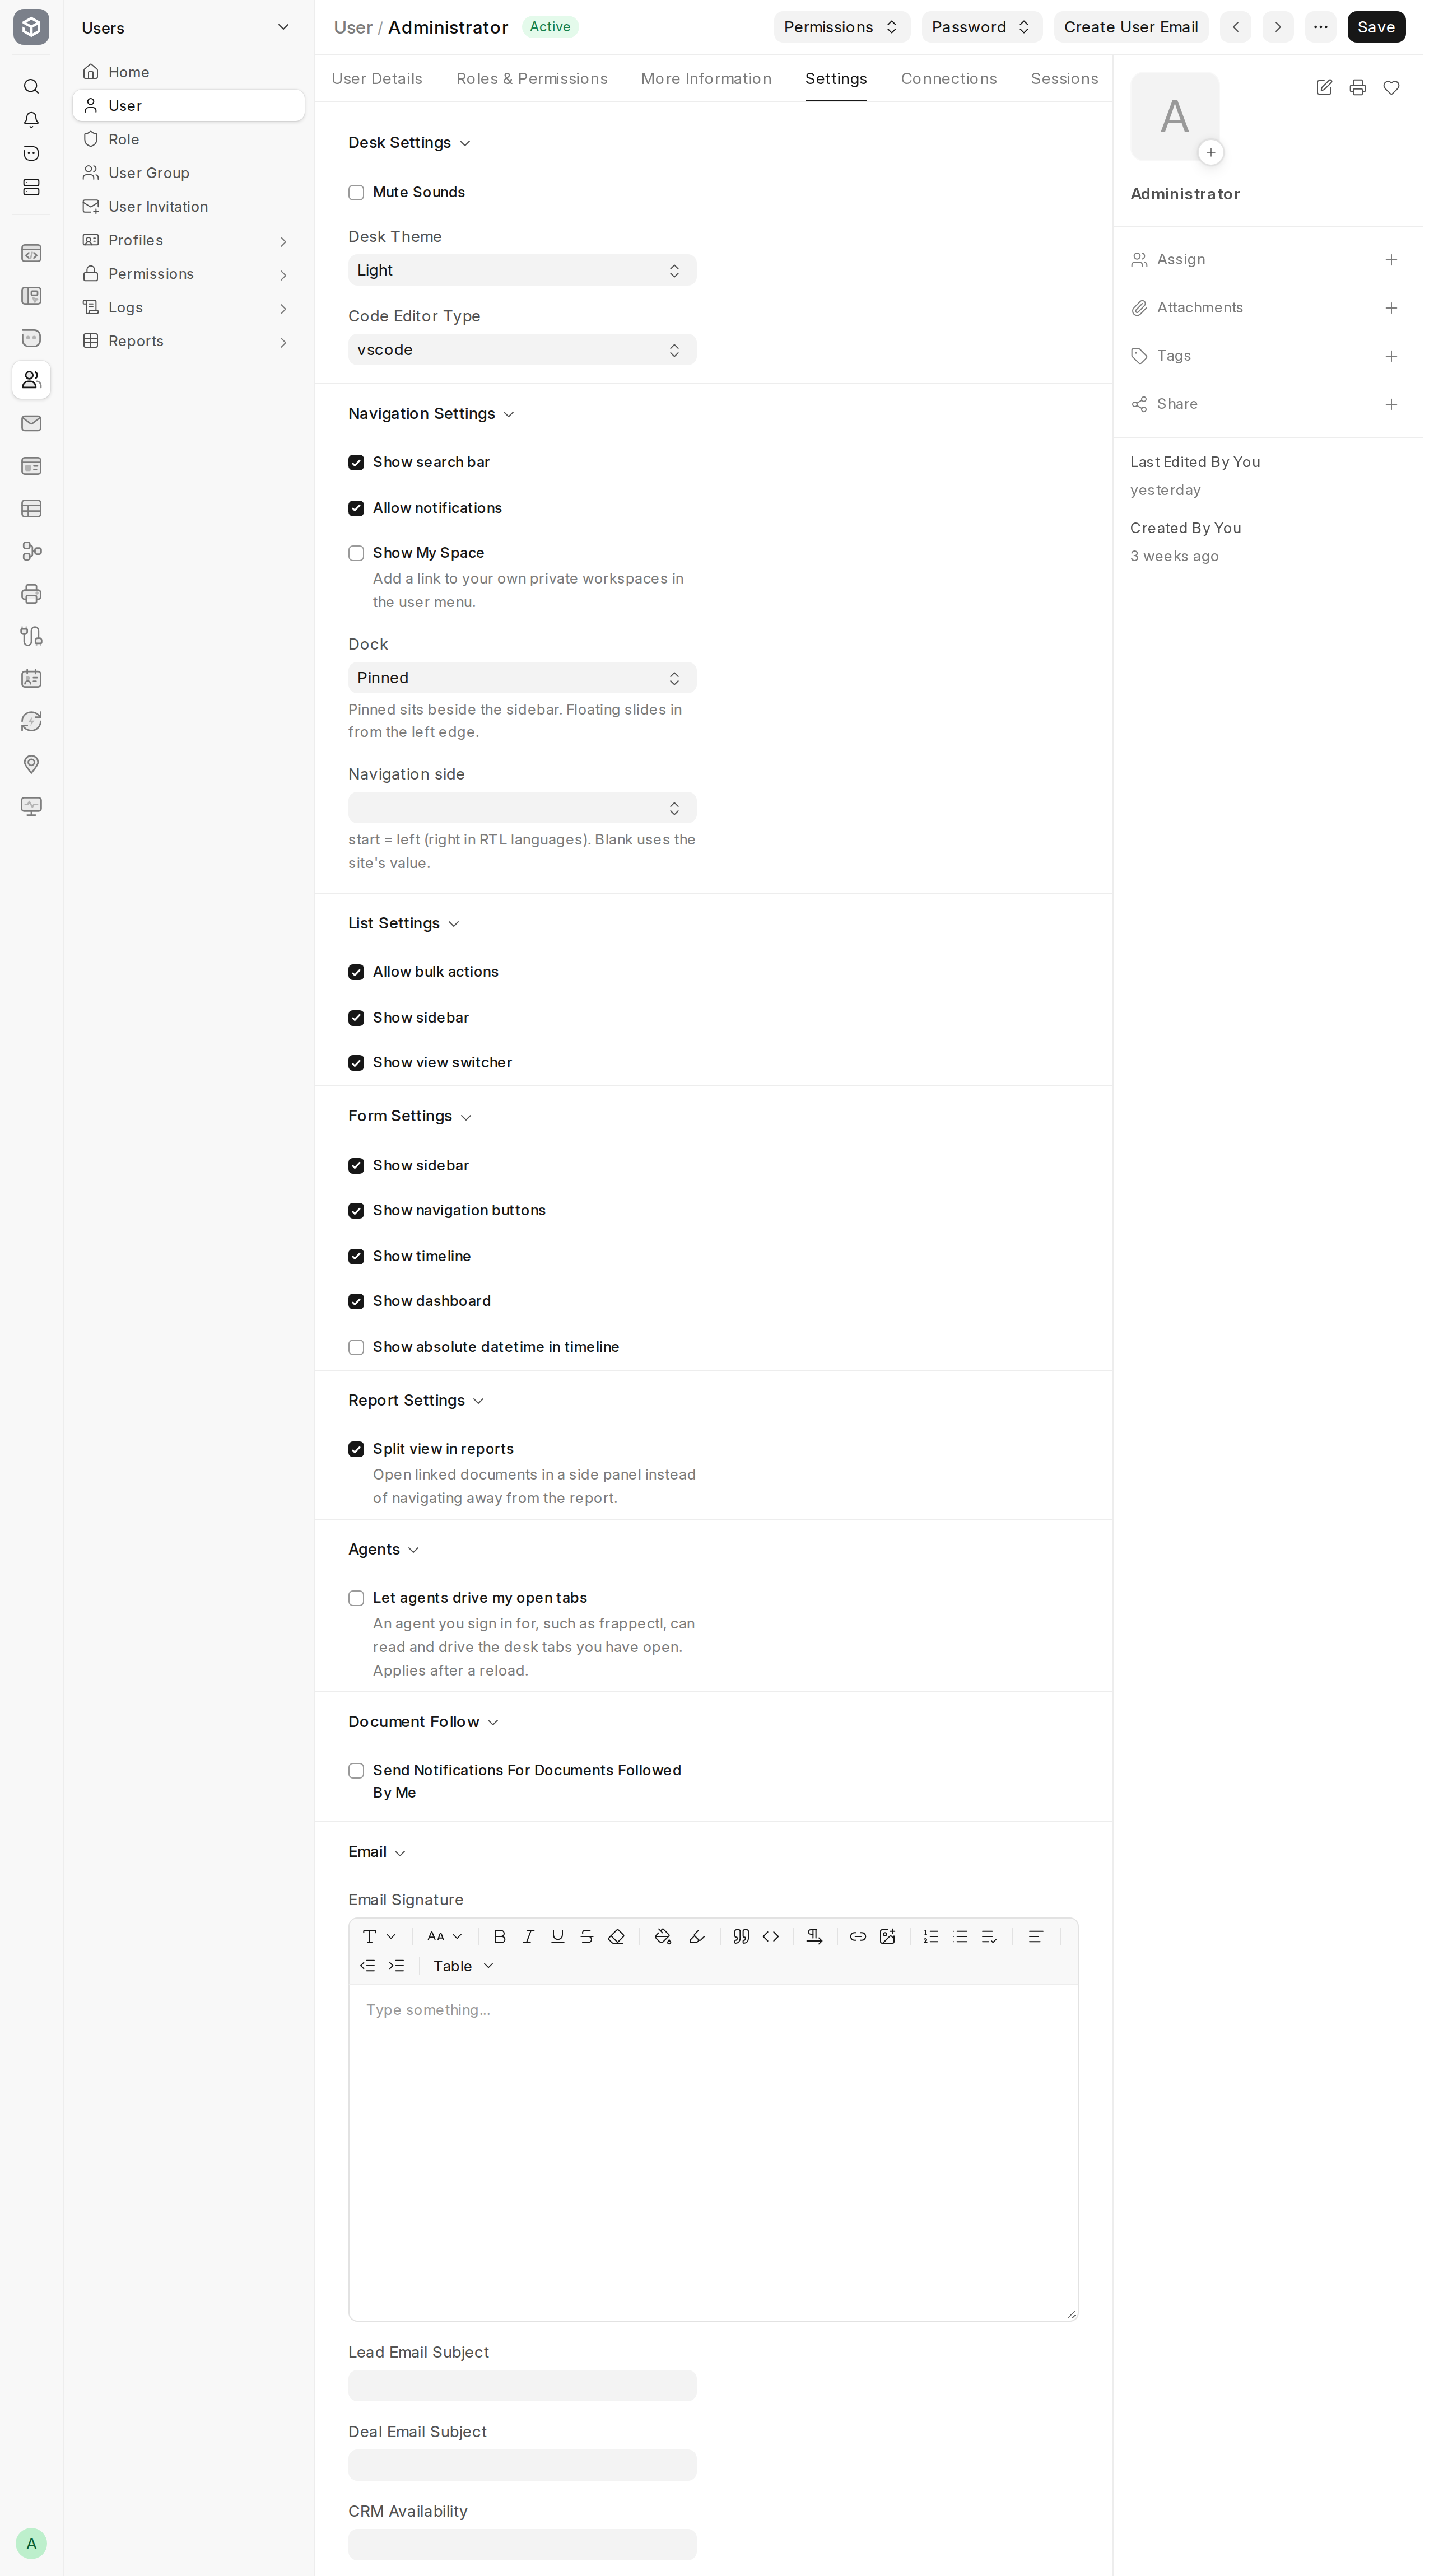 Users
Home
User
Role
User Group
User Invitation
Profiles
Permissions
Logs
Reports
A
User / Administrator
Active
Permissions
Password
Create User Email
Save
User Details
Roles & Permissions
More Information
Settings
Connections
Sessions
Desk Settings
Mute Sounds
Desk Theme
Light
Code Editor Type
vscode
Navigation Settings
Show search bar
Allow notifications
Show My Space
Add a link to your own private workspaces in
the user menu.
Dock
Pinned
Pinned sits beside the sidebar. Floating slides in
from the left edge.
Navigation side
start = left (right in RTL languages). Blank uses the
site's value.
List Settings
Allow bulk actions
Show sidebar
Show view switcher
Form Settings
Show sidebar
Show navigation buttons
Show timeline
Show dashboard
Show absolute datetime in timeline
Report Settings
Split view in reports
Open linked documents in a side panel instead
of navigating away from the report.
Agents
Let agents drive my open tabs
An agent you sign in for, such as frappectl, can
read and drive the desk tabs you have open.
Applies after a reload.
Document Follow
Send Notifications For Documents Followed
By Me
Email
Email Signature
Table
Type something...
Lead Email Subject
Deal Email Subject
CRM Availability
A
Administrator
Assign
Attachments
Tags
Share
Last Edited By You
yesterday
Created By You
3 weeks ago